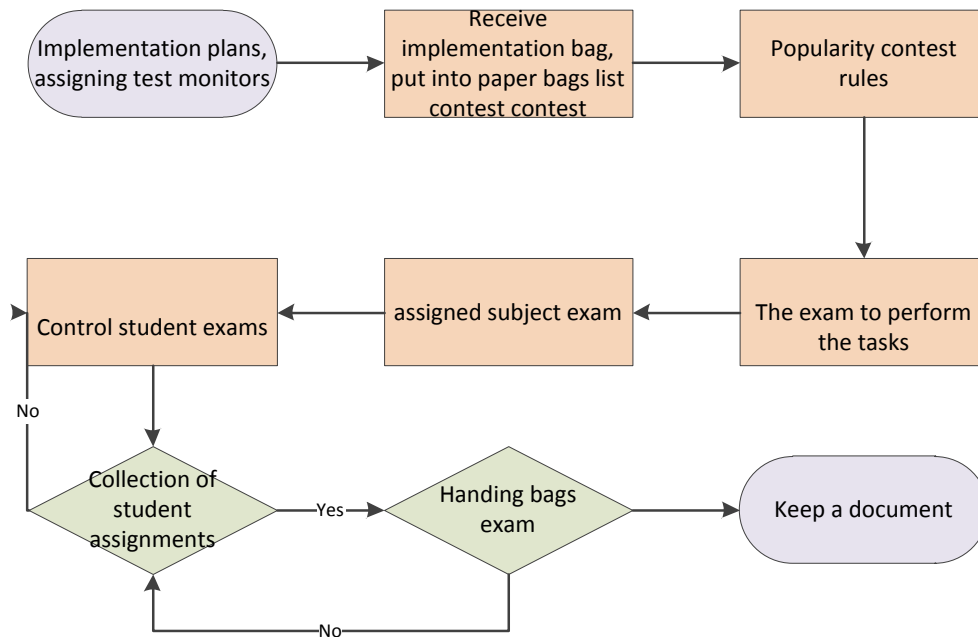 Implementation plans,
assigning test monitors
Receive
implementation bag,
put into paper bags list
contest contest
Popularity contest
rules
Control student exams
assigned subject exam
The exam to perform
the tasks
No
Collection of
student
assignments
Yes
Handing bags
exam
Keep a document
No